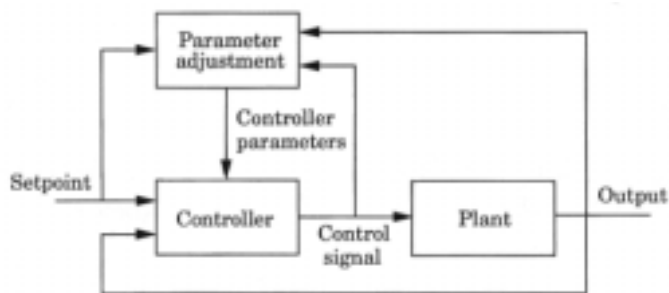 Parameter
adjustment
Controller
parameters
Setpoint
Controller
Control
signal
Plant
Output